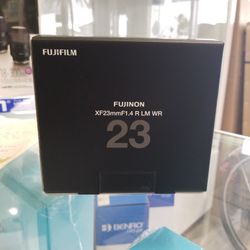 FUJIFILM
FUJINON
XF23mmF1.4 R LM WR
23
BENRO